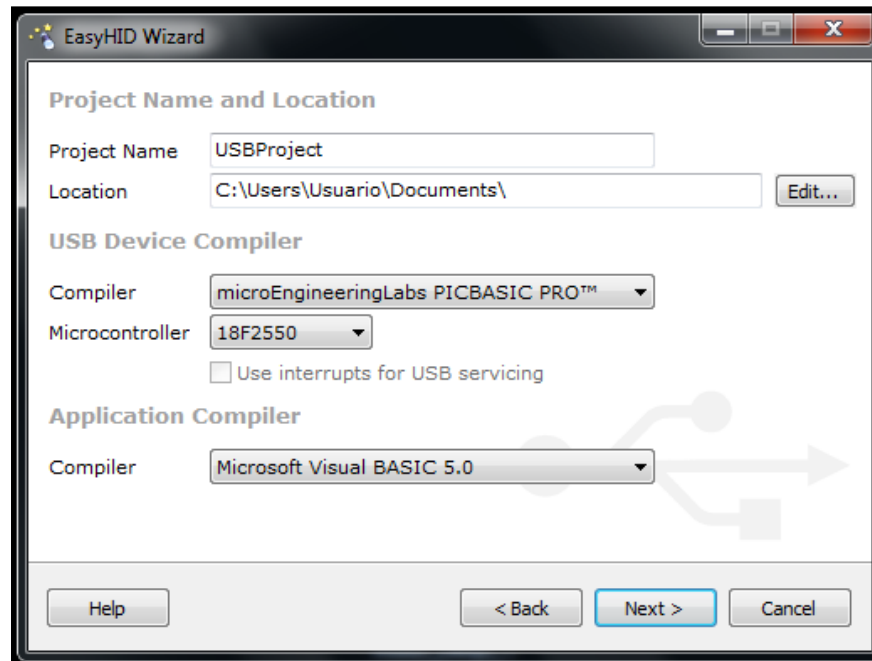 EasyHID Wizard
Project Name and Location
Project Name USBProject
Location C:\Users\Usuario\Documents\ Edit...
USB Device Compiler
Compiler microEngineeringLabs PICBASIC PRO™
Microcontroller 18F2550
Use interrupts for USB servicing
Application Compiler
Compiler Microsoft Visual BASIC 5.0
Help < Back Next > Cancel